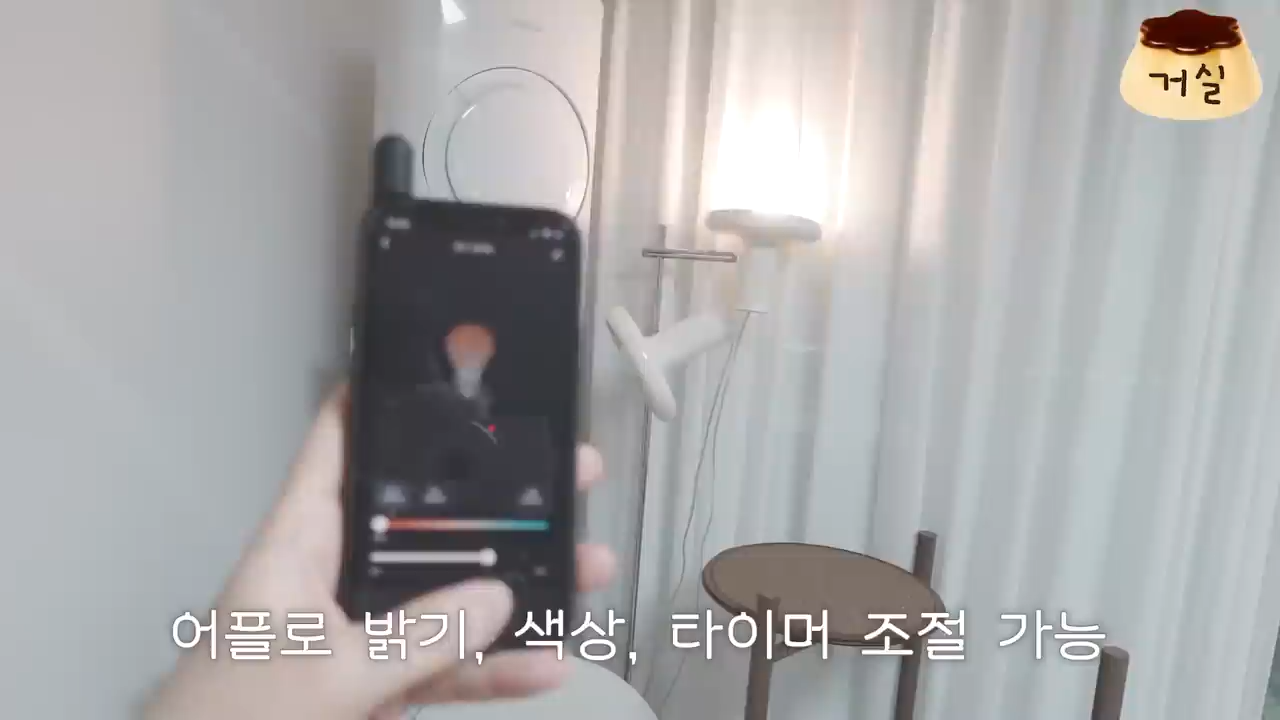 거실
어플로 밝기, 색상, 타이머 조절 가능